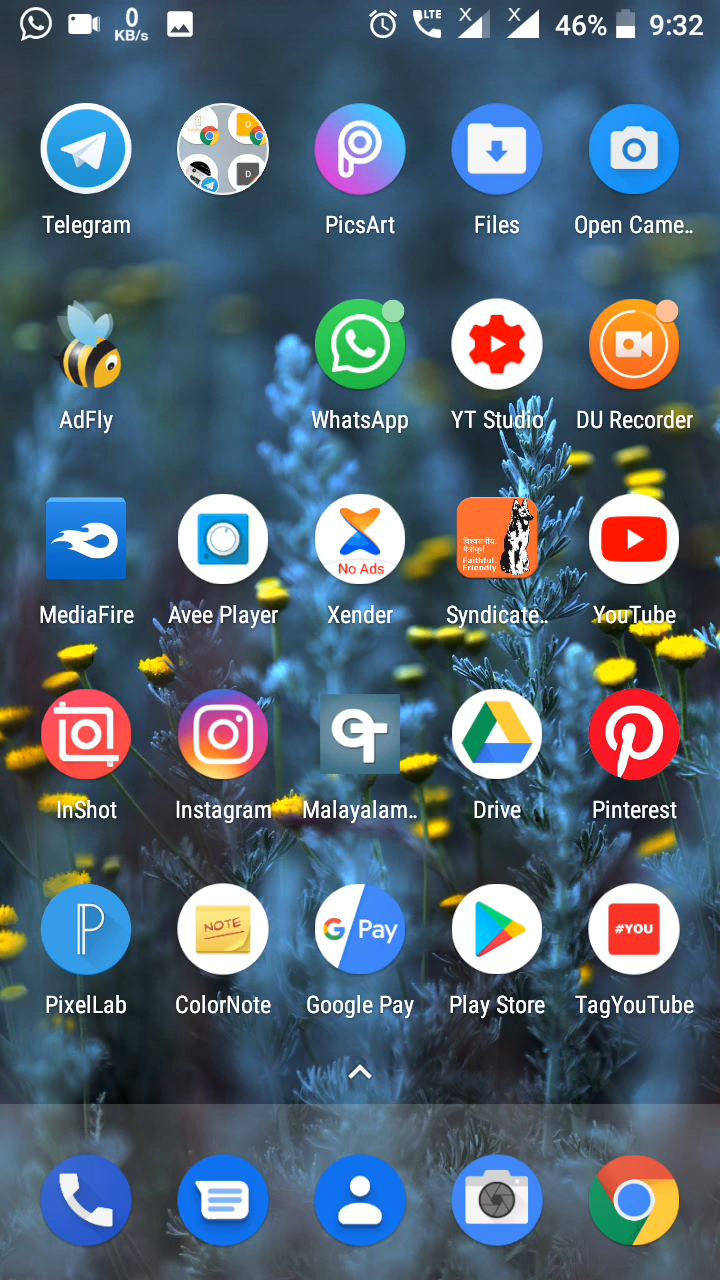 0
KB/s
LTE
X
X
46%
9:32
Telegram
PicsArt
Files
Open Came..
AdFly
WhatsApp
YT Studio
DU Recorder
No Ads
विश्वसनीय.
मैत्रीपूर्ण
Faithful.
Friendly
MediaFire
Avee Player
Xender
Syndicate..
YouTube
InShot
Instagram
Malayalam..
Drive
Pinterest
NOTE
G Pay
#YOU
PixelLab
ColorNote
Google Pay
Play Store
TagYouTube